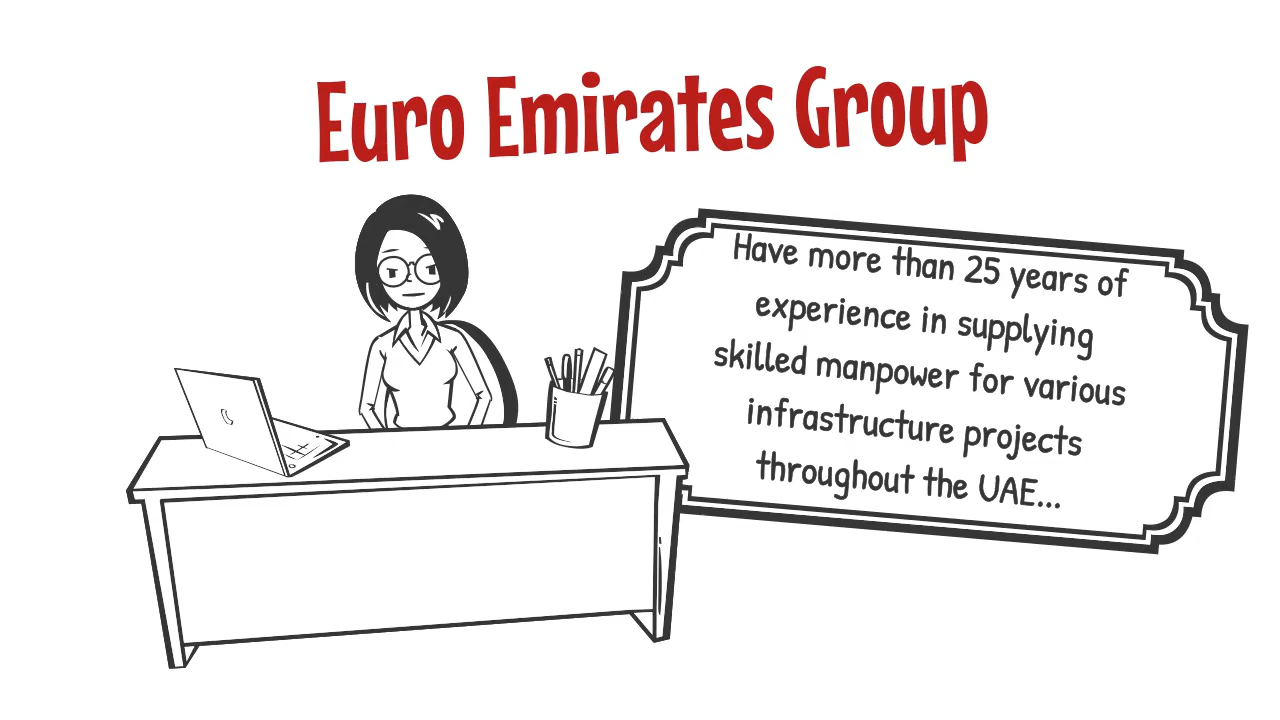 Euro Emirates Group
Have more than 25 years of
experience in supplying
skilled manpower for various
infrastructure projects
throughout the UAE...